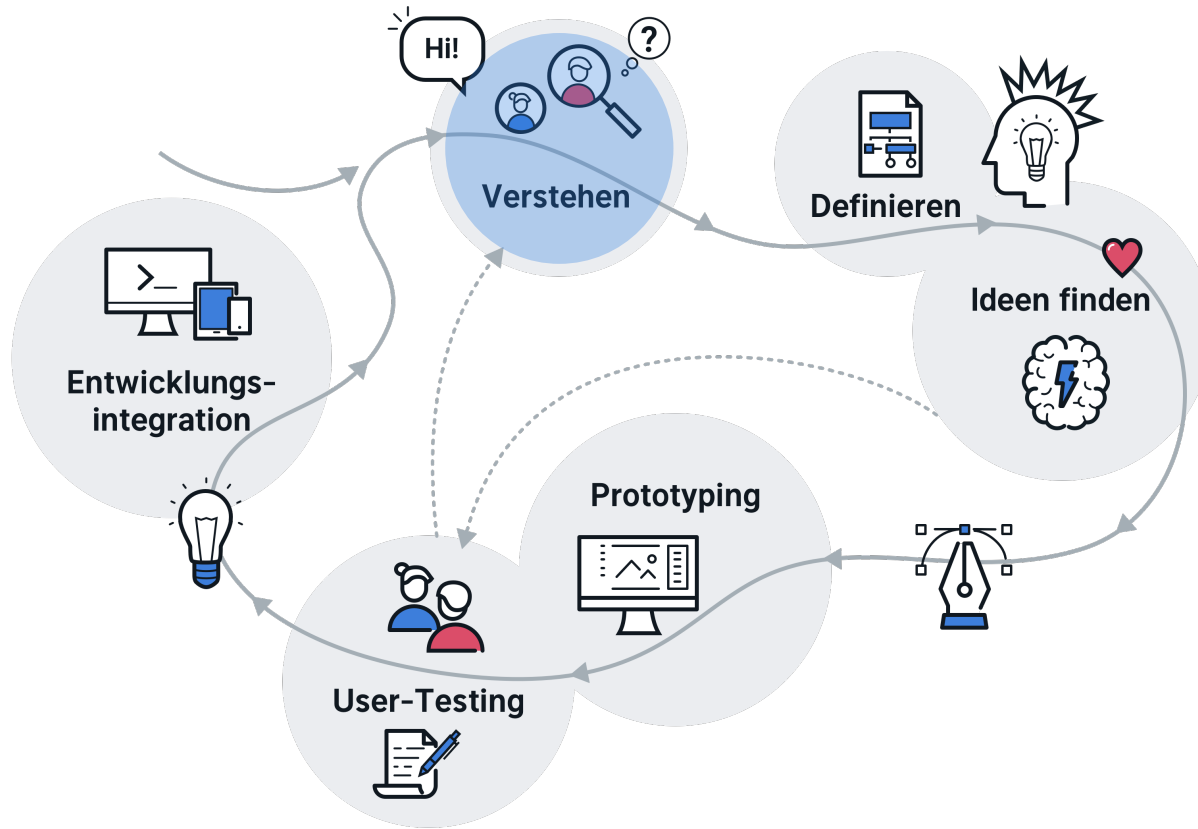 Hi!
?
Verstehen
Definieren
Ideen finden
Entwicklungs-
integration
Prototyping
User-Testing